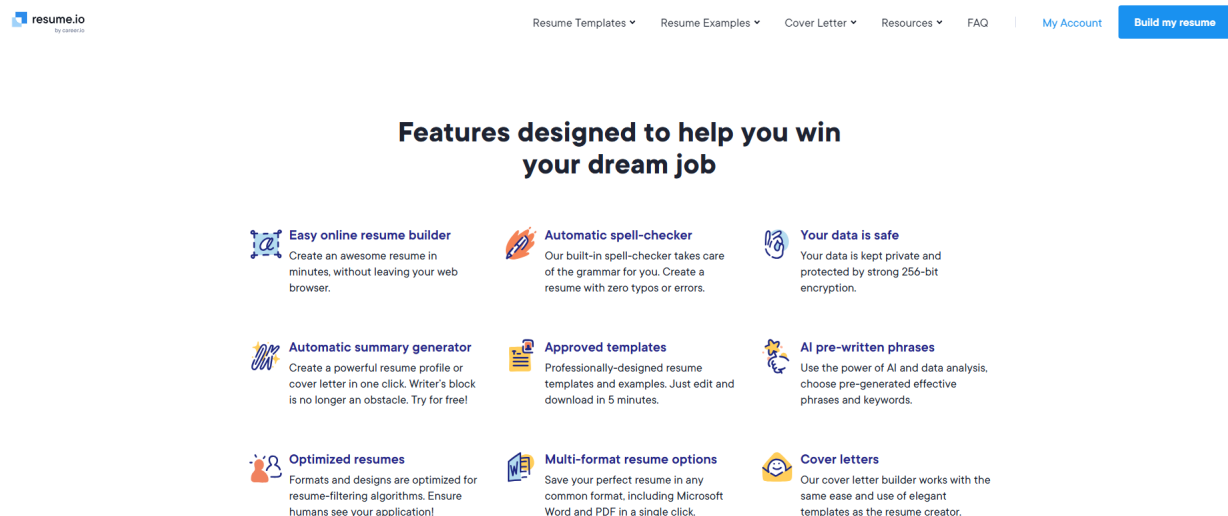 resume.io
by career.io
Resume Templates
Resume Examples
Cover Letter
Resources
FAQ
My Account
Build my resume
Features designed to help you win
your dream job
Easy online resume builder
Create an awesome resume in
minutes, without leaving your web
browser.
Automatic spell-checker
Our built-in spell-checker takes care
of the grammar for you. Create a
resume with zero typos or errors.
Your data is safe
Your data is kept private and
protected by strong 256-bit
encryption.
Automatic summary generator
Create a powerful resume profile or
cover letter in one click. Writer's block
is no longer an obstacle. Try for free!
Approved templates
Professionally-designed resume
templates and examples. Just edit and
download in 5 minutes.
AI pre-written phrases
Use the power of AI and data analysis,
choose pre-generated effective
phrases and keywords.
Optimized resumes
Formats and designs are optimized for
resume-filtering algorithms. Ensure
humans see your application!
Multi-format resume options
Save your perfect resume in any
common format, including Microsoft
Word and PDF in a single click.
Cover letters
Our cover letter builder works with the
same ease and use of elegant
templates as the resume creator.